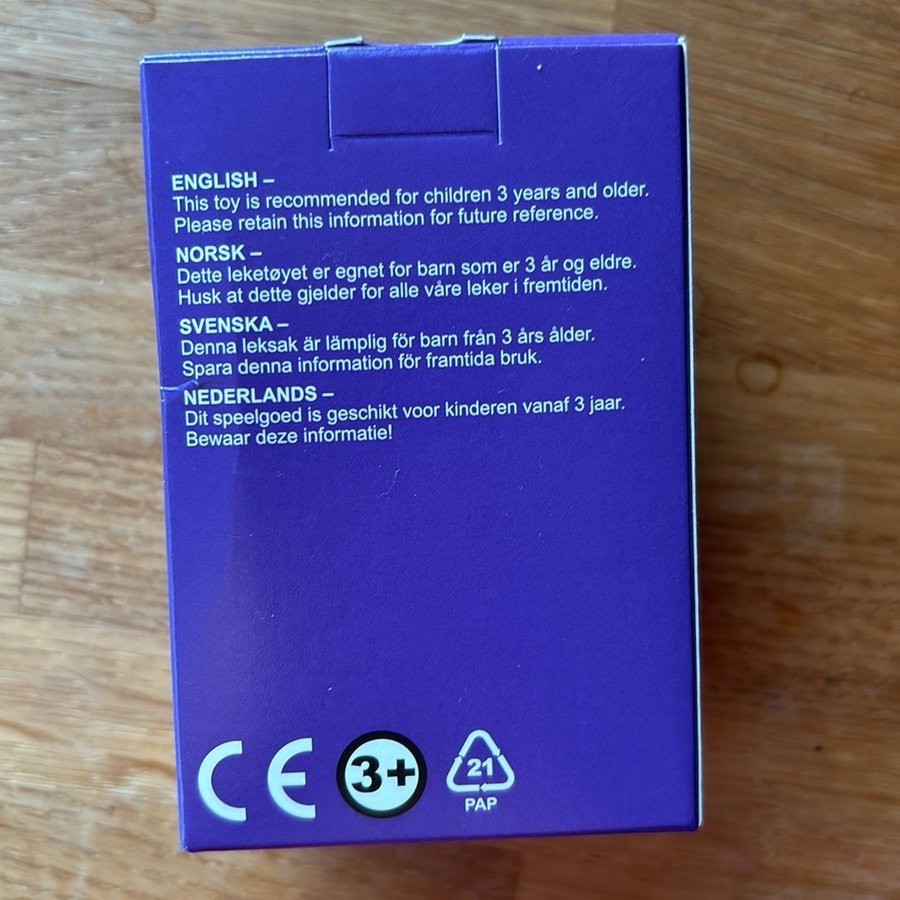 ENGLISH –
This toy is recommended for children 3 years and older.
Please retain this information for future reference.
NORSK –
Dette leketøyet er egnet for barn som er 3 år og eldre.
Husk at dette gjelder for alle våre leker i fremtiden.
SVENSKA –
Denna leksak är lämplig för barn från 3 års ålder.
Spara denna information för framtida bruk.
NEDERLANDS –
Dit speelgoed is geschikt voor kinderen vanaf 3 jaar.
Bewaar deze informatie!
CE 3+ 21
PAP